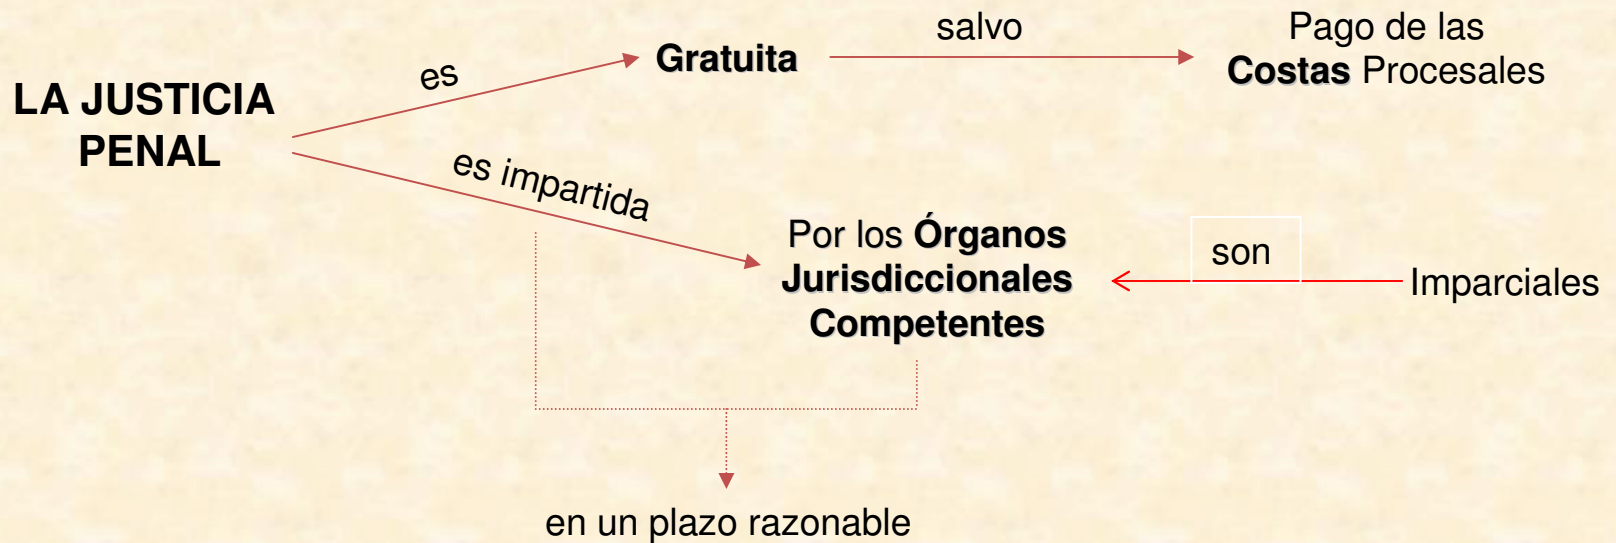 LA JUSTICIA
PENAL
es
Gratuita
salvo
Pago de las
Costas Procesales
es impartida
Por los Órganos
Jurisdiccionales
Competentes
son
Imparciales
en un plazo razonable